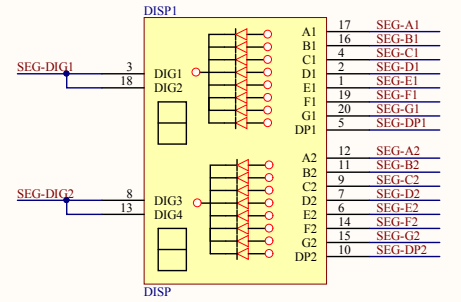 DISP1
A1 17 SEG-A1
B1 16 SEG-B1
SEG-DIG1 3 DIG1 C1 4 SEG-C1
18 DIG2 D1 2 SEG-D1
E1 1 SEG-E1
F1 19 SEG-F1
G1 20 SEG-G1
DP1 5 SEG-DP1
A2 12 SEG-A2
B2 11 SEG-B2
C2 9 SEG-C2
SEG-DIG2 8 DIG3 D2 7 SEG-D2
13 DIG4 E2 6 SEG-E2
F2 14 SEG-F2
G2 15 SEG-G2
DP2 10 SEG-DP2
DISP